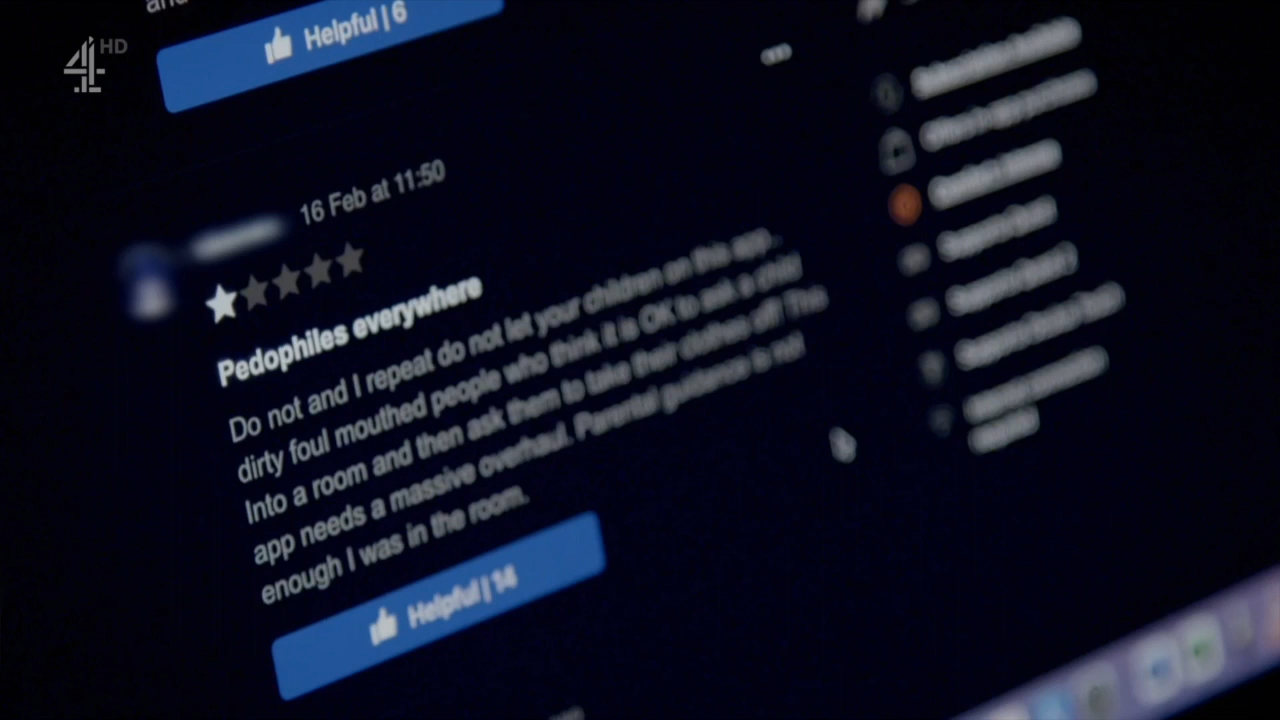 Helpful | 6
4HD
16 Feb at 11:50
Pedophiles everywhere
Do not and I repeat do not let your children on this app..
dirty foul mouthed people who think it is OK to ask a child
Into a room and then ask them to take their clothes off! This
app needs a massive overhaul. Parental guidance is not
enough I was in the room.
Helpful | 14